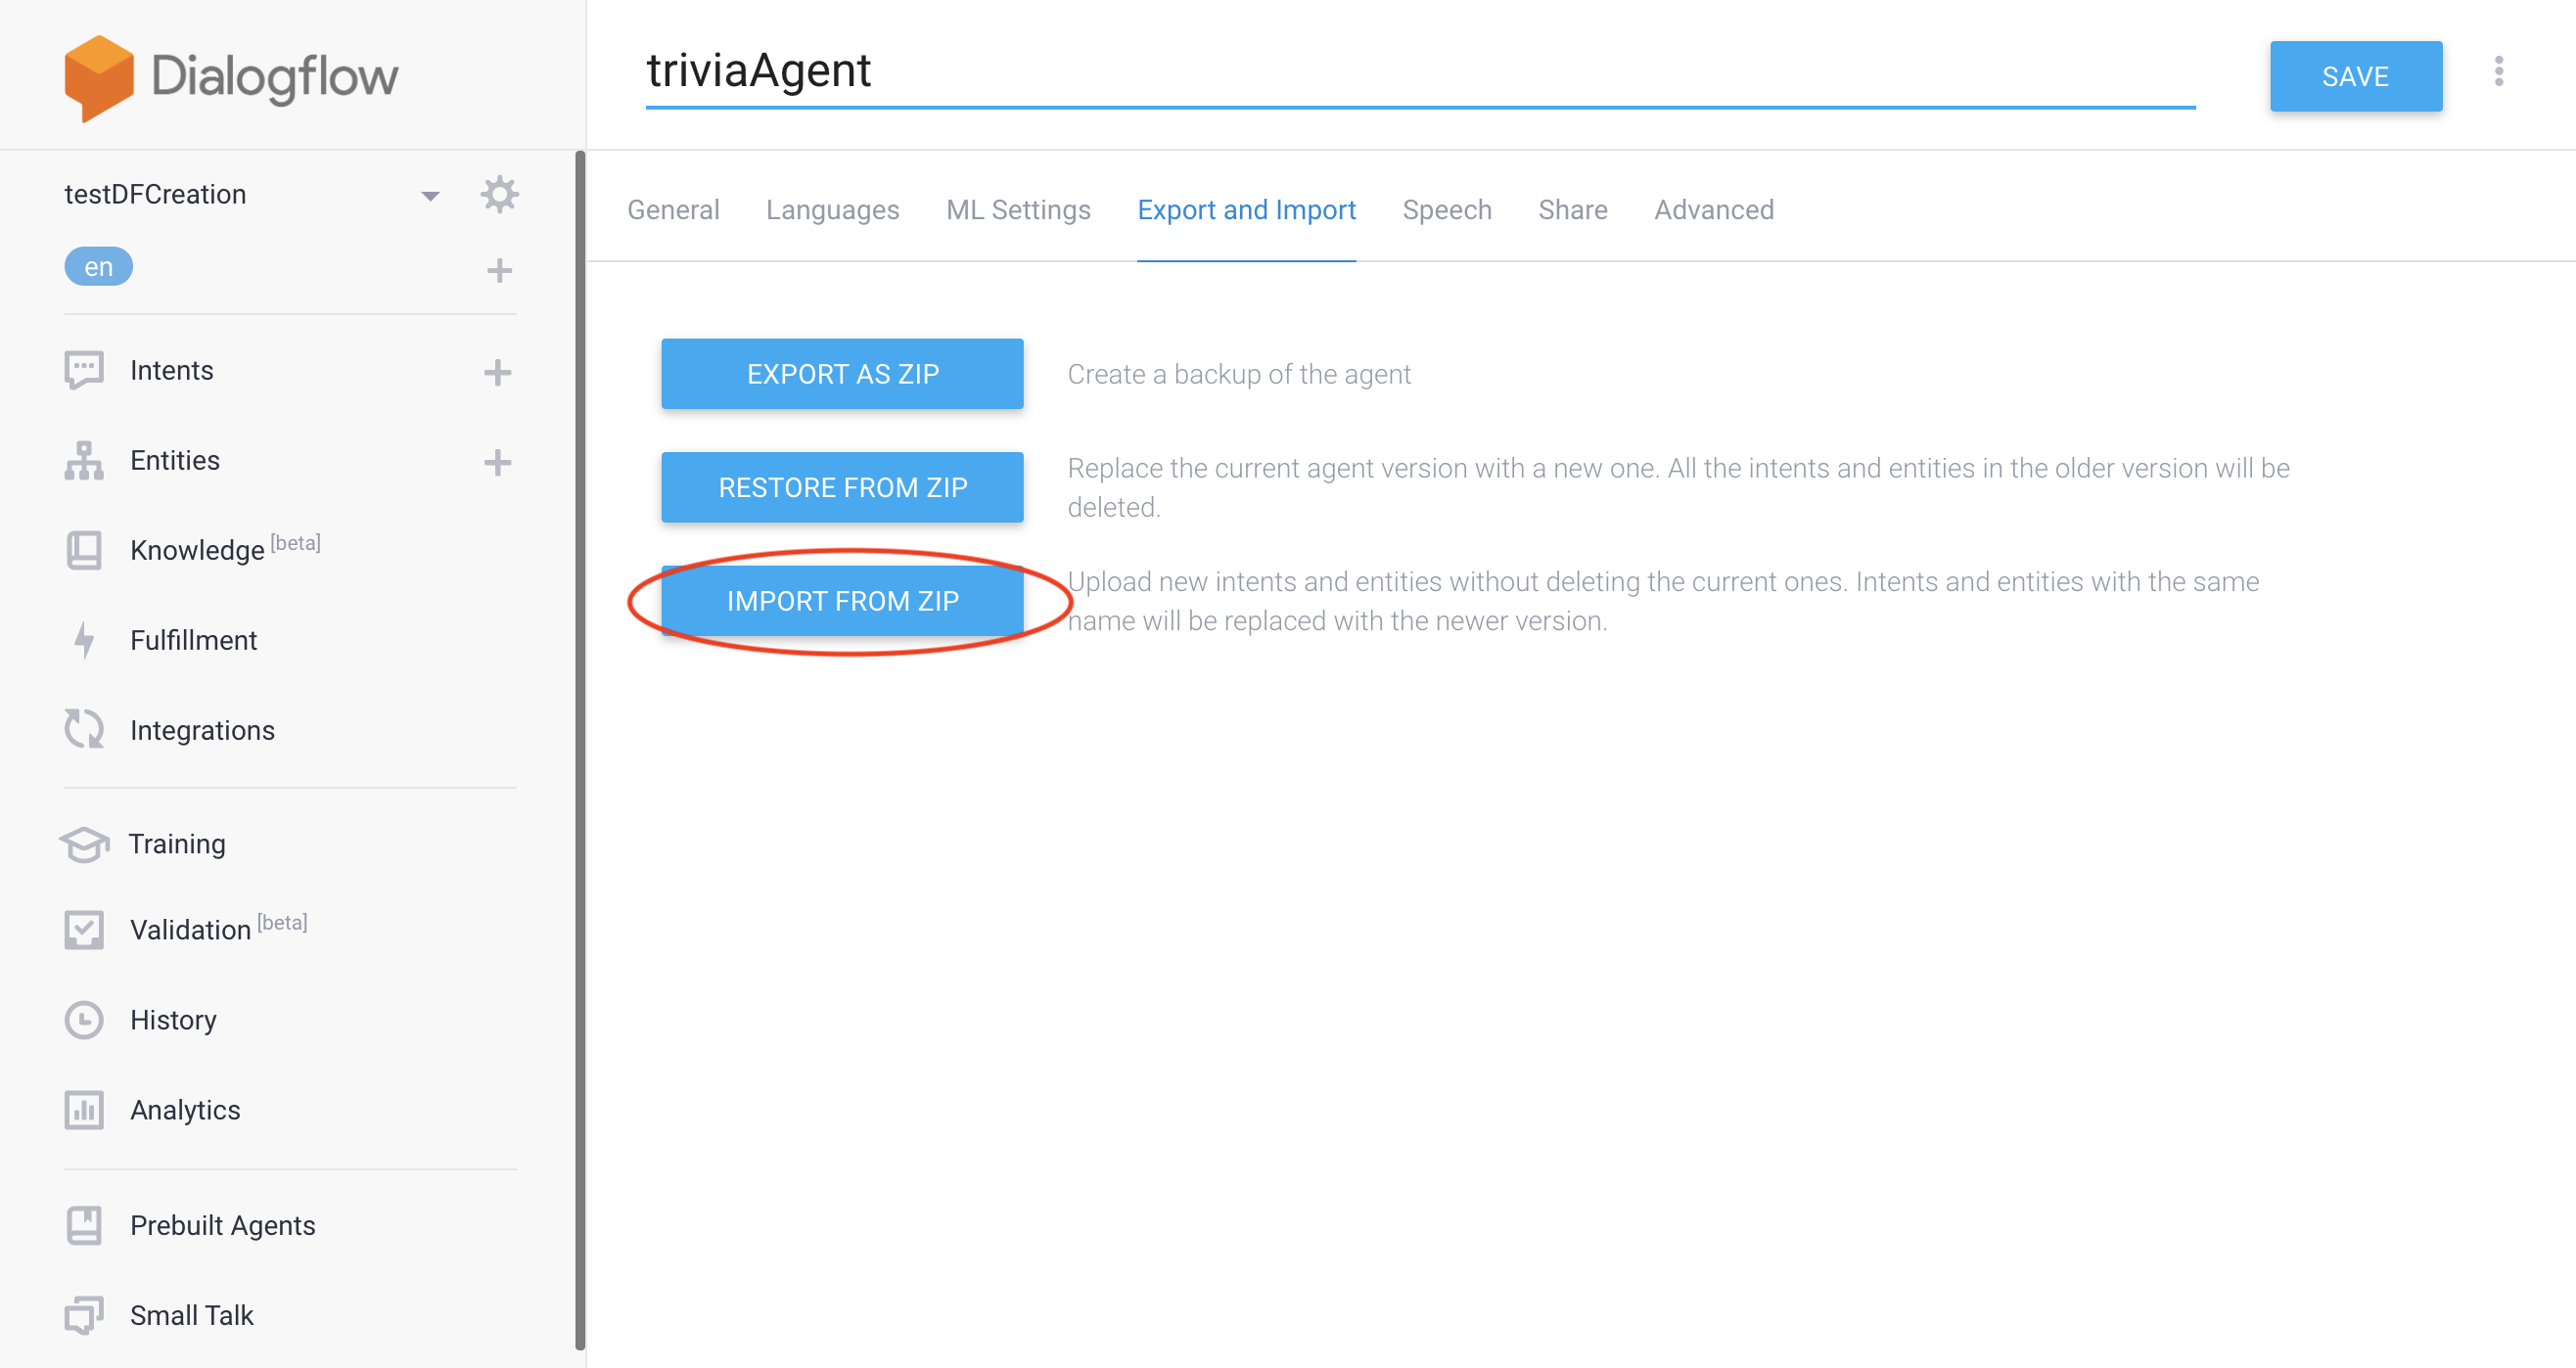 Dialogflow
triviaAgent
SAVE
testDFCreation
en
General Languages ML Settings Export and Import Speech Share Advanced
Intents
Entities
Knowledge [beta]
Fulfillment
Integrations
Training
Validation [beta]
History
Analytics
Prebuilt Agents
Small Talk
EXPORT AS ZIP
Create a backup of the agent
RESTORE FROM ZIP
Replace the current agent version with a new one. All the intents and entities in the older version will be
deleted.
IMPORT FROM ZIP
Upload new intents and entities without deleting the current ones. Intents and entities with the same
name will be replaced with the newer version.